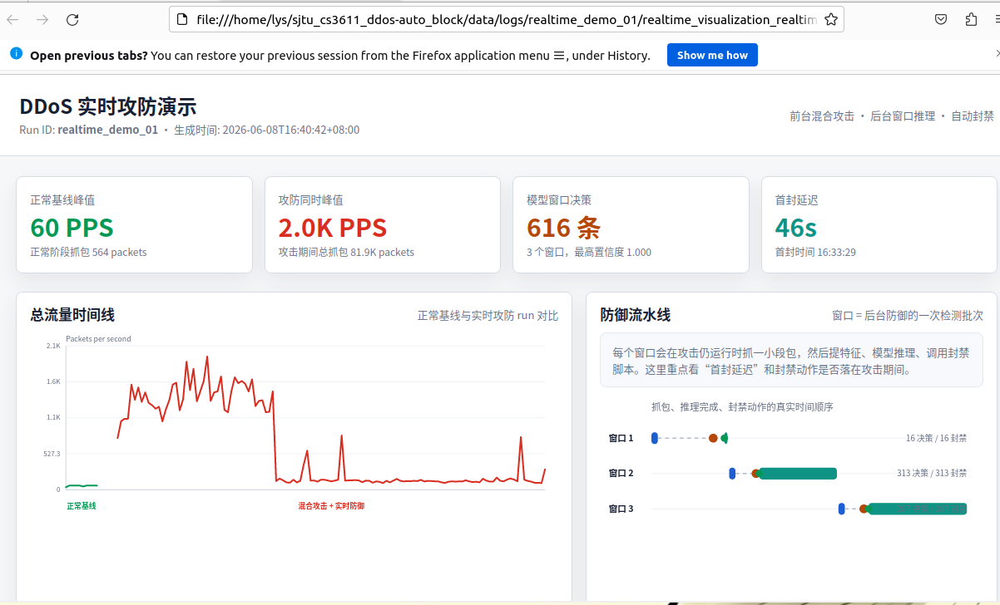 file:///home/lys/sjtu_cs3611_ddos-auto_block/data/logs/realtime_demo_01/realtime_visualization_realtim
Open previous tabs? You can restore your previous session from the Firefox application menu ☰, under History.
Show me how
DDoS 实时攻防演示
Run ID: realtime_demo_01 · 生成时间: 2026-06-08T16:40:42+08:00
前台混合攻击 · 后台窗口推理 · 自动封禁
正常基线峰值
60 PPS
正常阶段抓包 564 packets
攻防同时峰值
2.0K PPS
攻击期间总抓包 81.9K packets
模型窗口决策
616 条
3 个窗口，最高置信度 1.000
首封延迟
46s
首封时间 16:33:29
总流量时间线
正常基线与实时攻防 run 对比
Packets per second
2.1K
1.6K
1.1K
527.3
0
正常基线
混合攻击 + 实时防御
防御流水线
窗口 = 后台防御的一次检测批次
每个窗口会在攻击仍运行时抓一小段包，然后提特征、模型推理、调用封禁
脚本。这里重点看“首封延迟”和封禁动作是否落在攻击期间。
抓包、推理完成、封禁动作的真实时间顺序
窗口 1
16 决策 / 16 封禁
窗口 2
313 决策 / 313 封禁
窗口 3